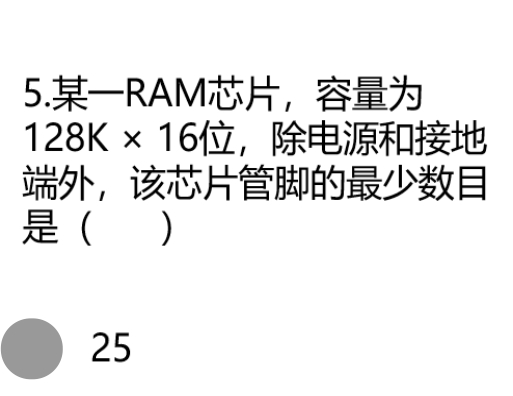 5.某一RAM芯片，容量为
128K × 16位，除电源和接地
端外，该芯片管脚的最少数目
是（　　）
25